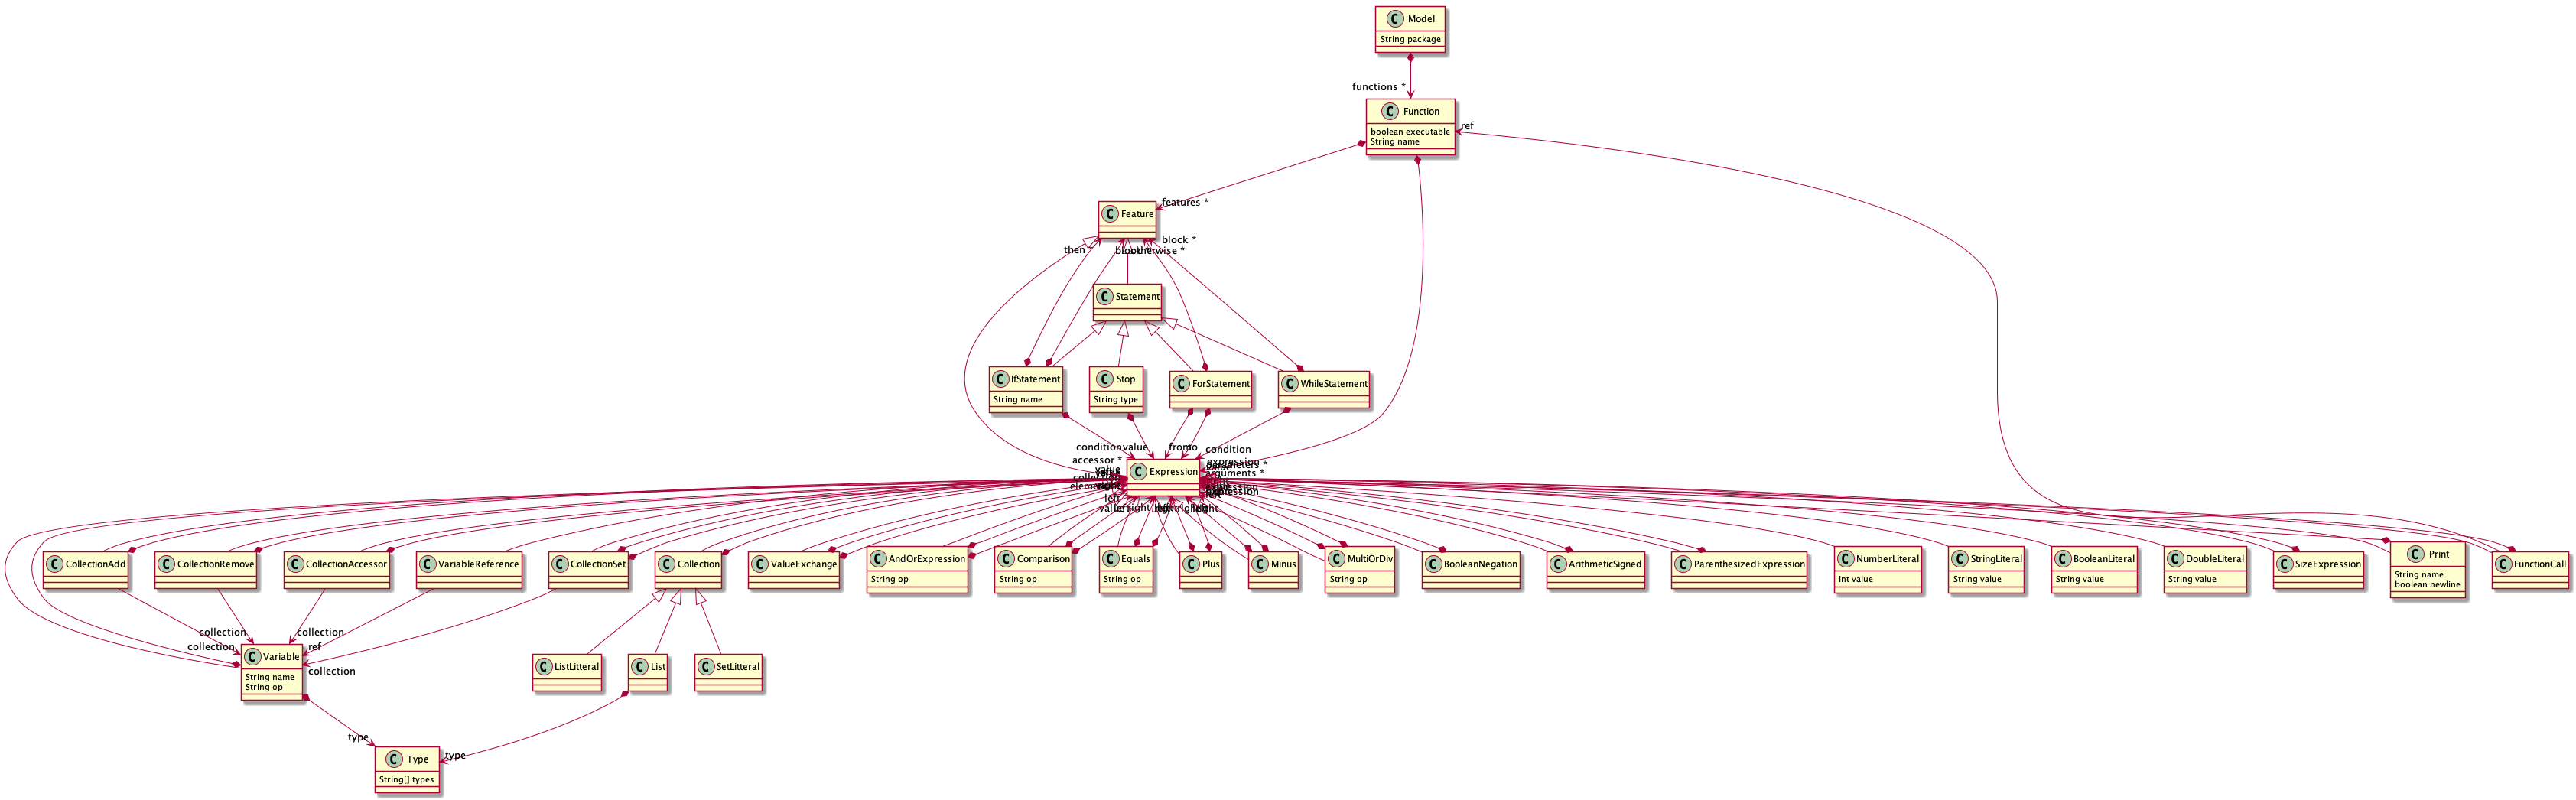 C Model
String package
functions *
C Function
boolean executable
String name
ref
features *
C Feature
then *
block *
otherwise *
C Statement
C IfStatement
String name
C Stop
String type
C ForStatement
C WhileStatement
condition
value
from
to
condition
accessor *
value
expression
parameters *
arguments *
C Expression
expression
left
value
left
right
right
C CollectionAdd
C CollectionRemove
C CollectionAccessor
C VariableReference
C CollectionSet
C Collection
C ValueExchange
C AndOrExpression
String op
C Comparison
String op
C Equals
String op
C Plus
C Minus
C MultiOrDiv
String op
C BooleanNegation
C ArithmeticSigned
C ParenthesizedExpression
C NumberLiteral
int value
C StringLiteral
String value
C BooleanLiteral
String value
C DoubleLiteral
String value
C SizeExpression
C Print
String name
boolean newline
C FunctionCall
collection
collection
collection
ref
collection
C Variable
String name
String op
C ListLitteral
C List
C SetLitteral
type
C Type
String[] types
type